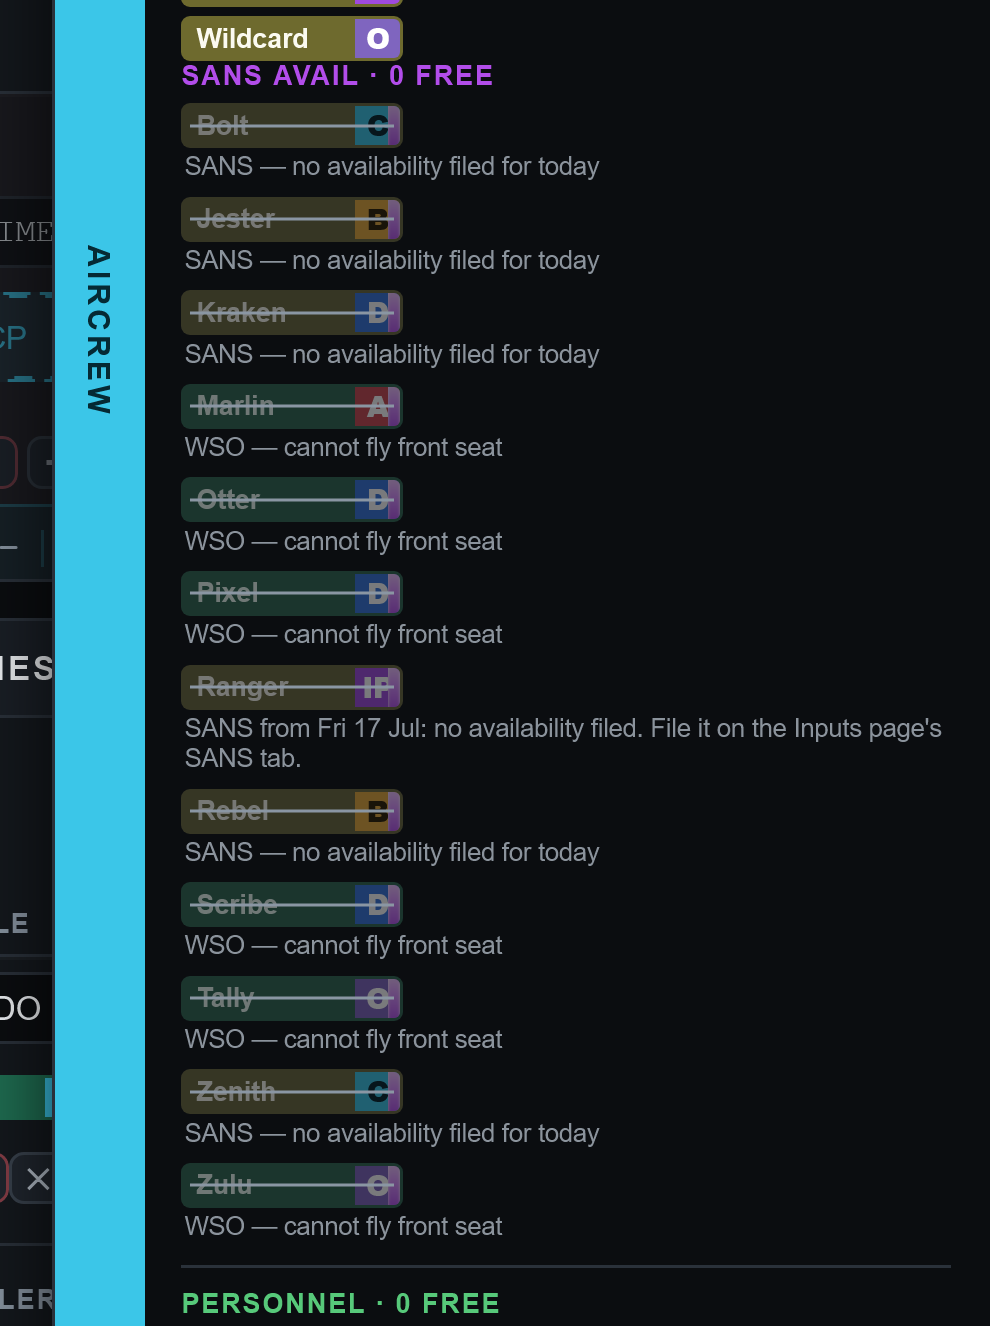 Wildcard O
SANS AVAIL · 0 FREE
Bolt C
SANS — no availability filed for today
Jester B
SANS — no availability filed for today
Kraken D
SANS — no availability filed for today
Marlin A
WSO — cannot fly front seat
Otter D
WSO — cannot fly front seat
Pixel D
WSO — cannot fly front seat
Ranger IP
SANS from Fri 17 Jul: no availability filed. File it on the Inputs page's
SANS tab.
Rebel B
SANS — no availability filed for today
Scribe D
WSO — cannot fly front seat
Tally O
WSO — cannot fly front seat
Zenith C
SANS — no availability filed for today
Zulu O
WSO — cannot fly front seat
PERSONNEL · 0 FREE
AIRCREW
IME
CP
IES
LE
DO
LER